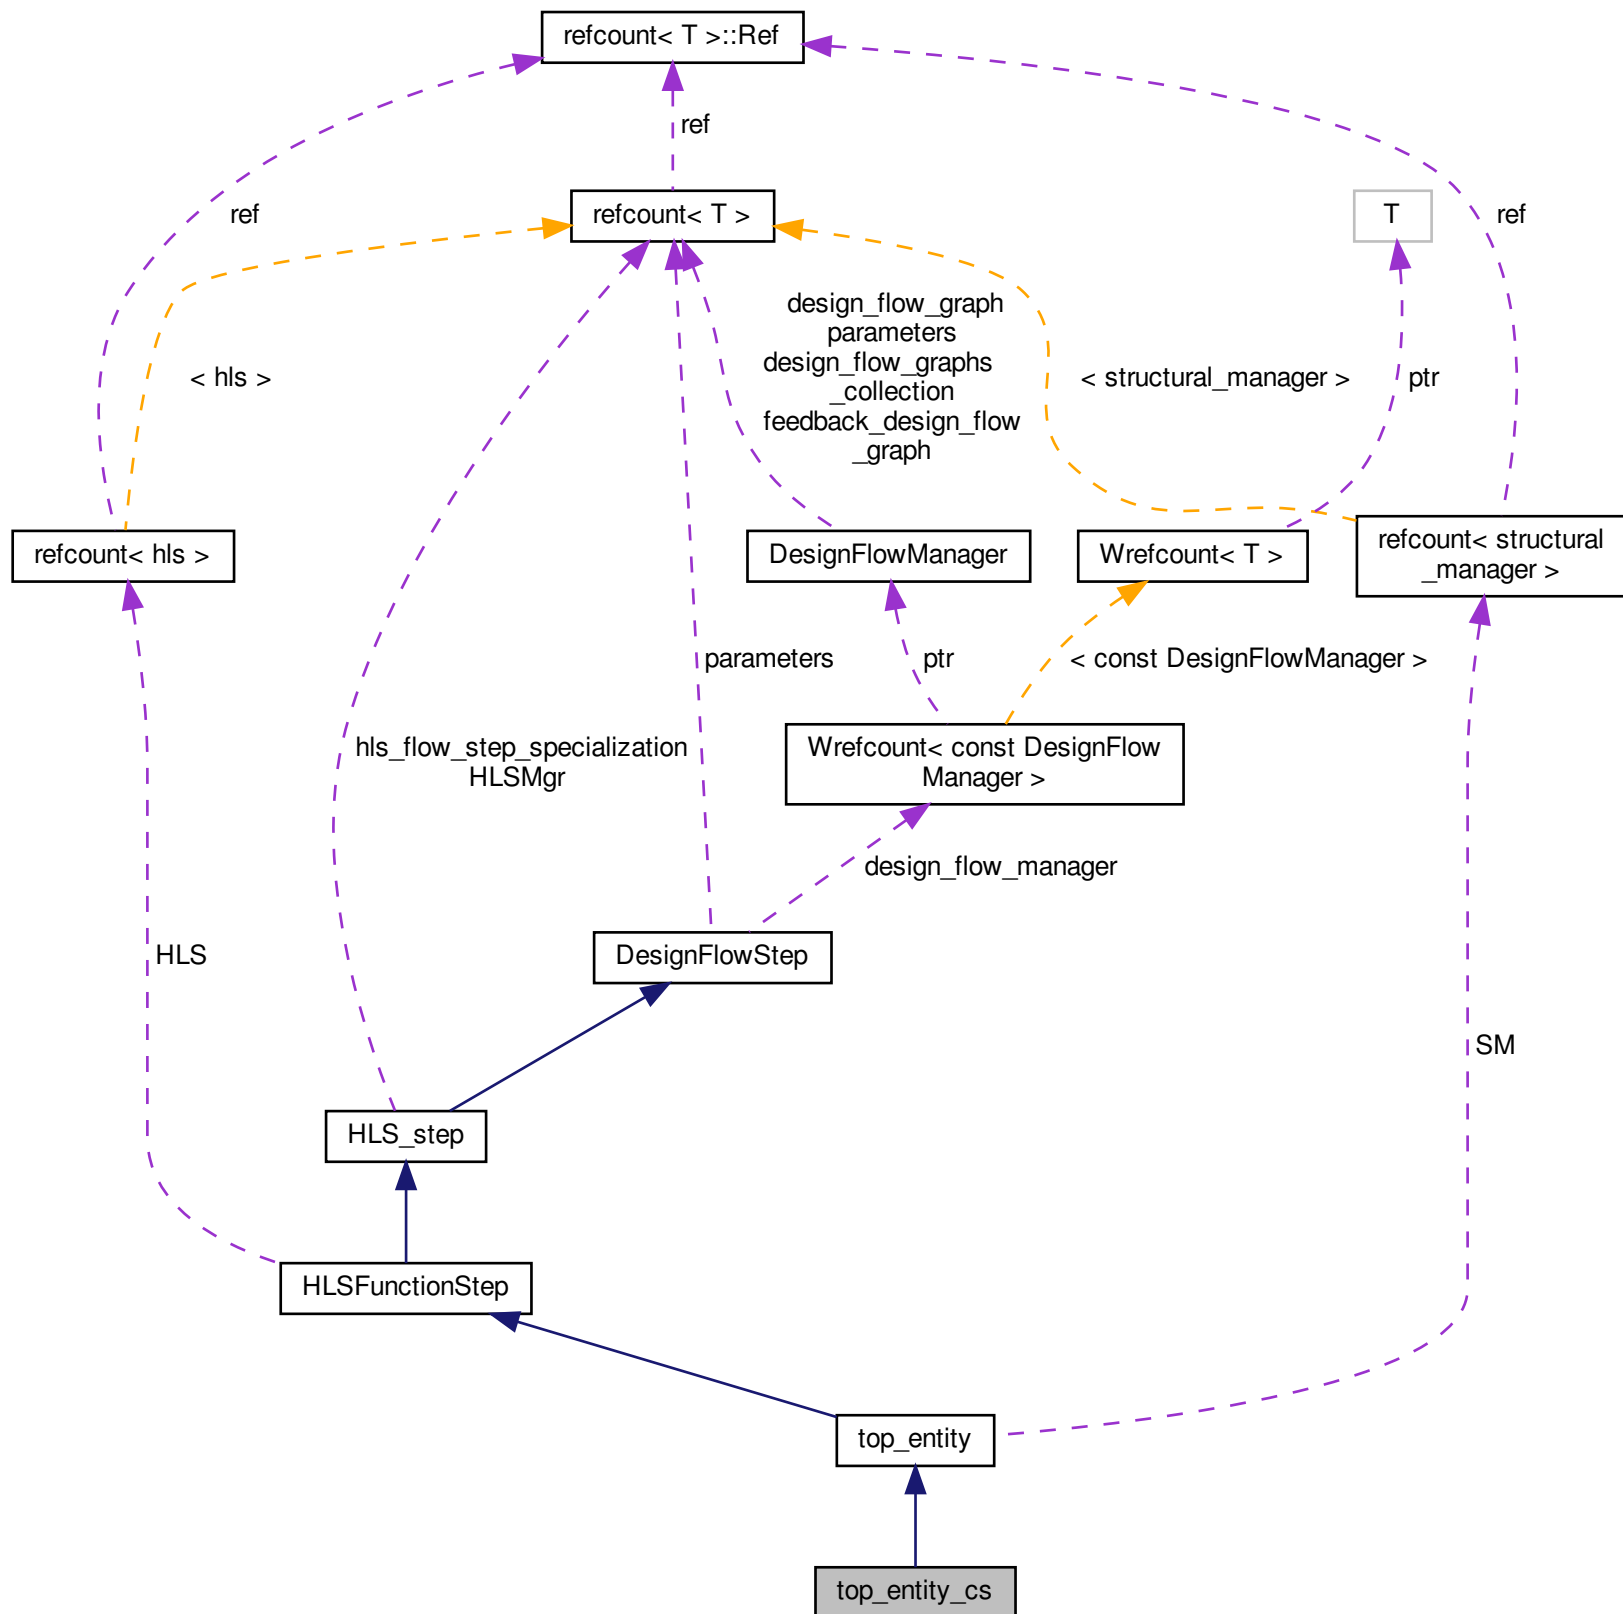 refcount< T >::Ref
ref
refcount< T >
T
ref
ref
design_flow_graph
parameters
design_flow_graphs
_collection
feedback_design_flow
_graph
< hls >
< structural_manager >
ptr
refcount< hls >
DesignFlowManager
Wrefcount< T >
refcount< structural
_manager >
parameters
ptr
< const DesignFlowManager >
hls_flow_step_specialization
HLSMgr
Wrefcount< const DesignFlow
Manager >
design_flow_manager
HLS
DesignFlowStep
SM
HLS_step
HLSFunctionStep
top_entity
top_entity_cs